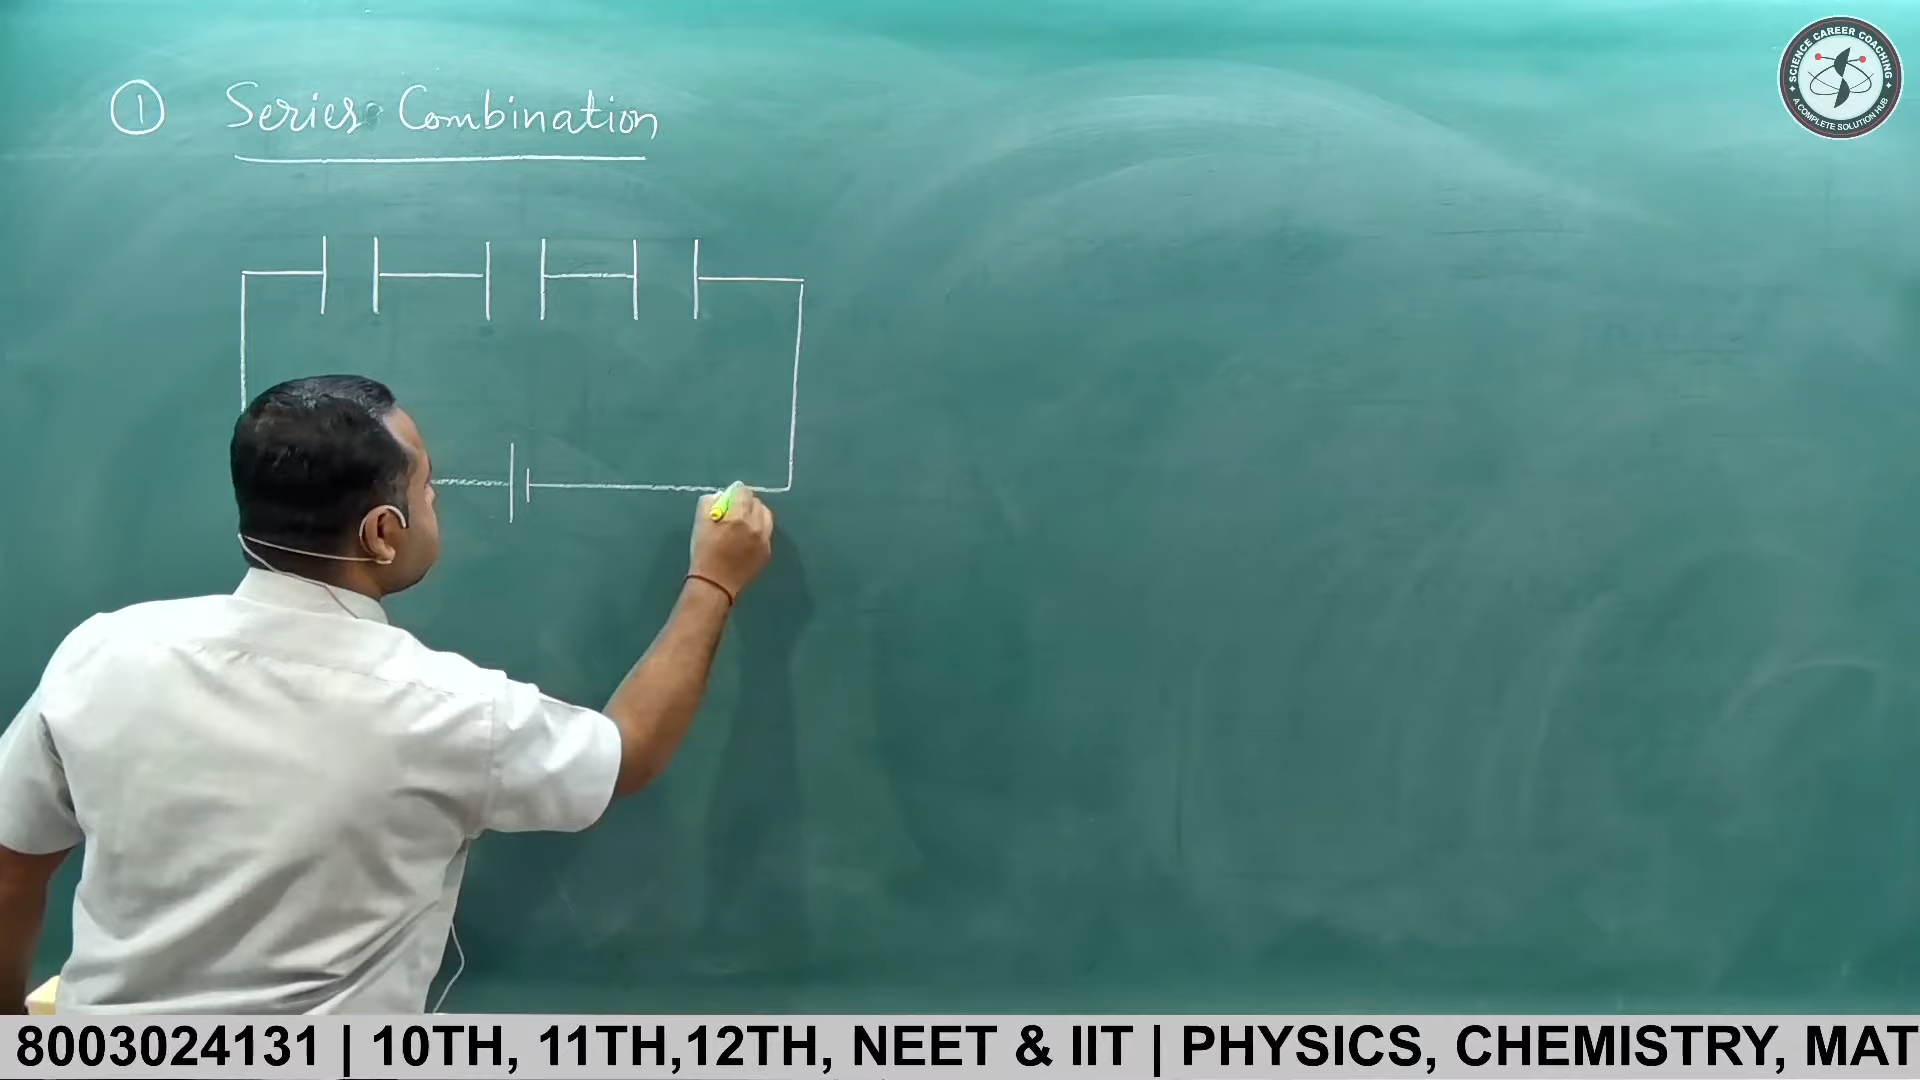 ① Series Combination
SCIENCE CAREER COACHING
A COMPLETE SOLUTION HUB
8003024131 | 10TH, 11TH,12TH, NEET & IIT | PHYSICS, CHEMISTRY, MAT